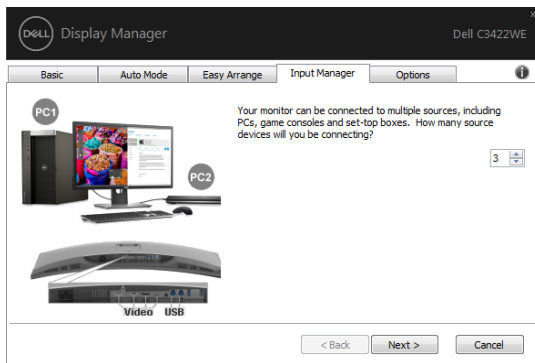 DELL Display Manager
Dell C3422WE
Basic
Auto Mode
Easy Arrange
Input Manager
Options
PC1
PC2
Video
USB
Your monitor can be connected to multiple sources, including
PCs, game consoles and set-top boxes. How many source
devices will you be connecting?
3
< Back
Next >
Cancel